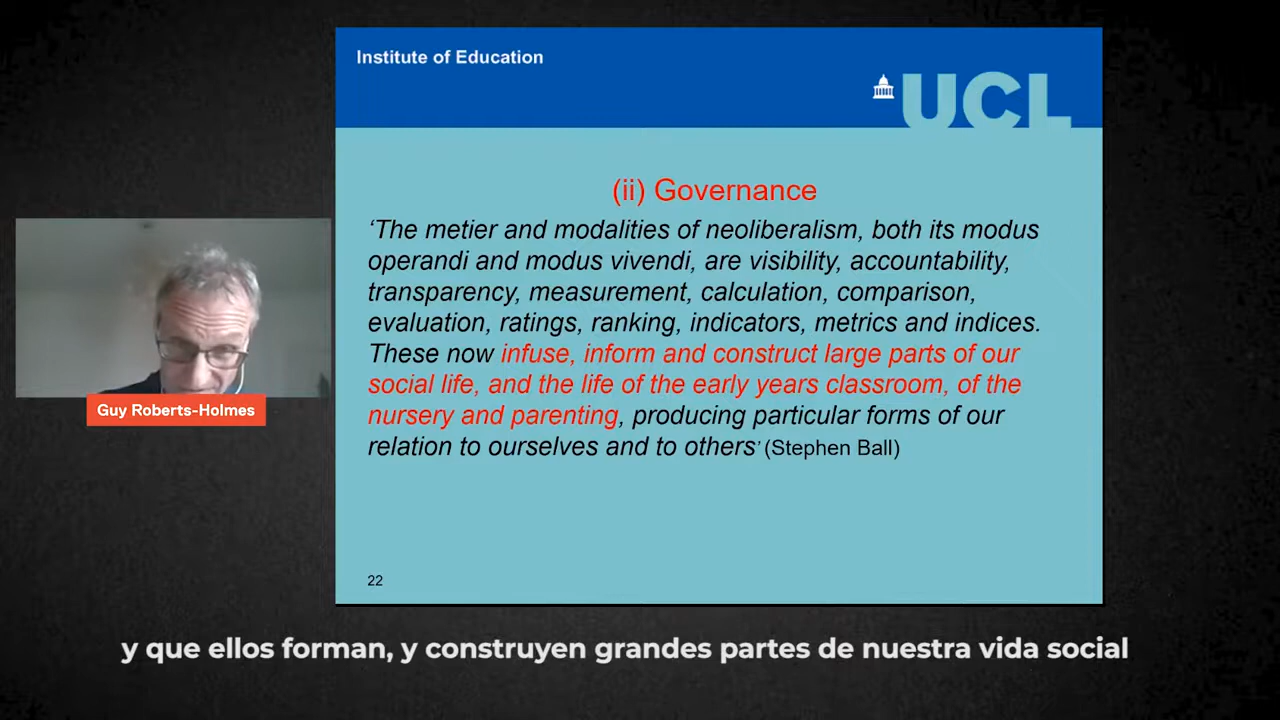 Institute of Education
UCL
(ii) Governance
‘The metier and modalities of neoliberalism, both its modus
operandi and modus vivendi, are visibility, accountability,
transparency, measurement, calculation, comparison,
evaluation, ratings, ranking, indicators, metrics and indices.
These now infuse, inform and construct large parts of our
social life, and the life of the early years classroom, of the
nursery and parenting, producing particular forms of our
relation to ourselves and to others’ (Stephen Ball)
Guy Roberts-Holmes
22
y que ellos forman, y construyen grandes partes de nuestra vida social